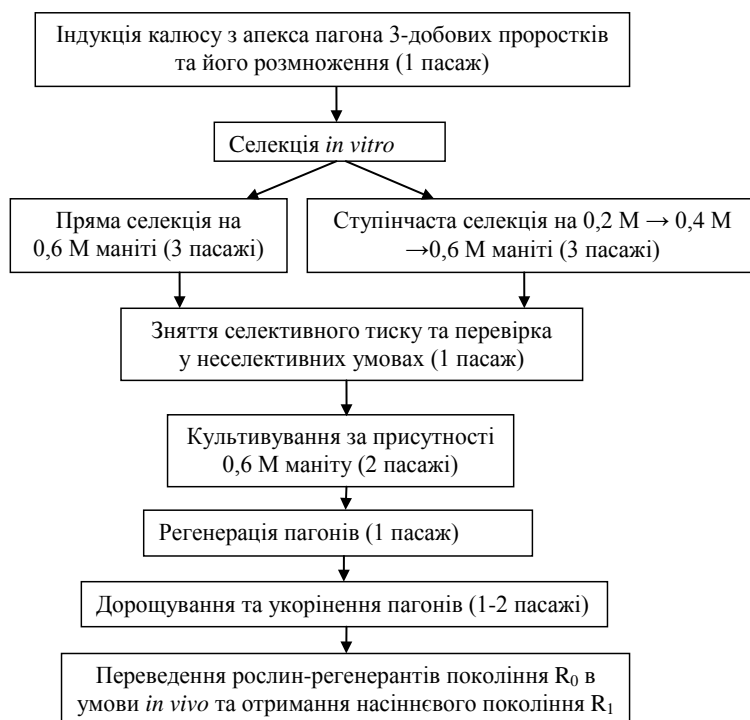 Індукція калюсу з апекса пагона 3-добових проростків
та його розмноження (1 пасаж)
Селекція in vitro
Пряма селекція на
0,6 М маніті (3 пасажі)
Ступінчаста селекція на 0,2 М → 0,4 М
→0,6 М маніті (3 пасажі)
Зняття селективного тиску та перевірка
у неселективних умовах (1 пасаж)
Культивування за присутності
0,6 М маніту (2 пасажі)
Регенерація пагонів (1 пасаж)
Дорощування та укорінення пагонів (1-2 пасажі)
Переведення рослин-регенерантів покоління R₀ в
умови in vivo та отримання насіннєвого покоління R₁